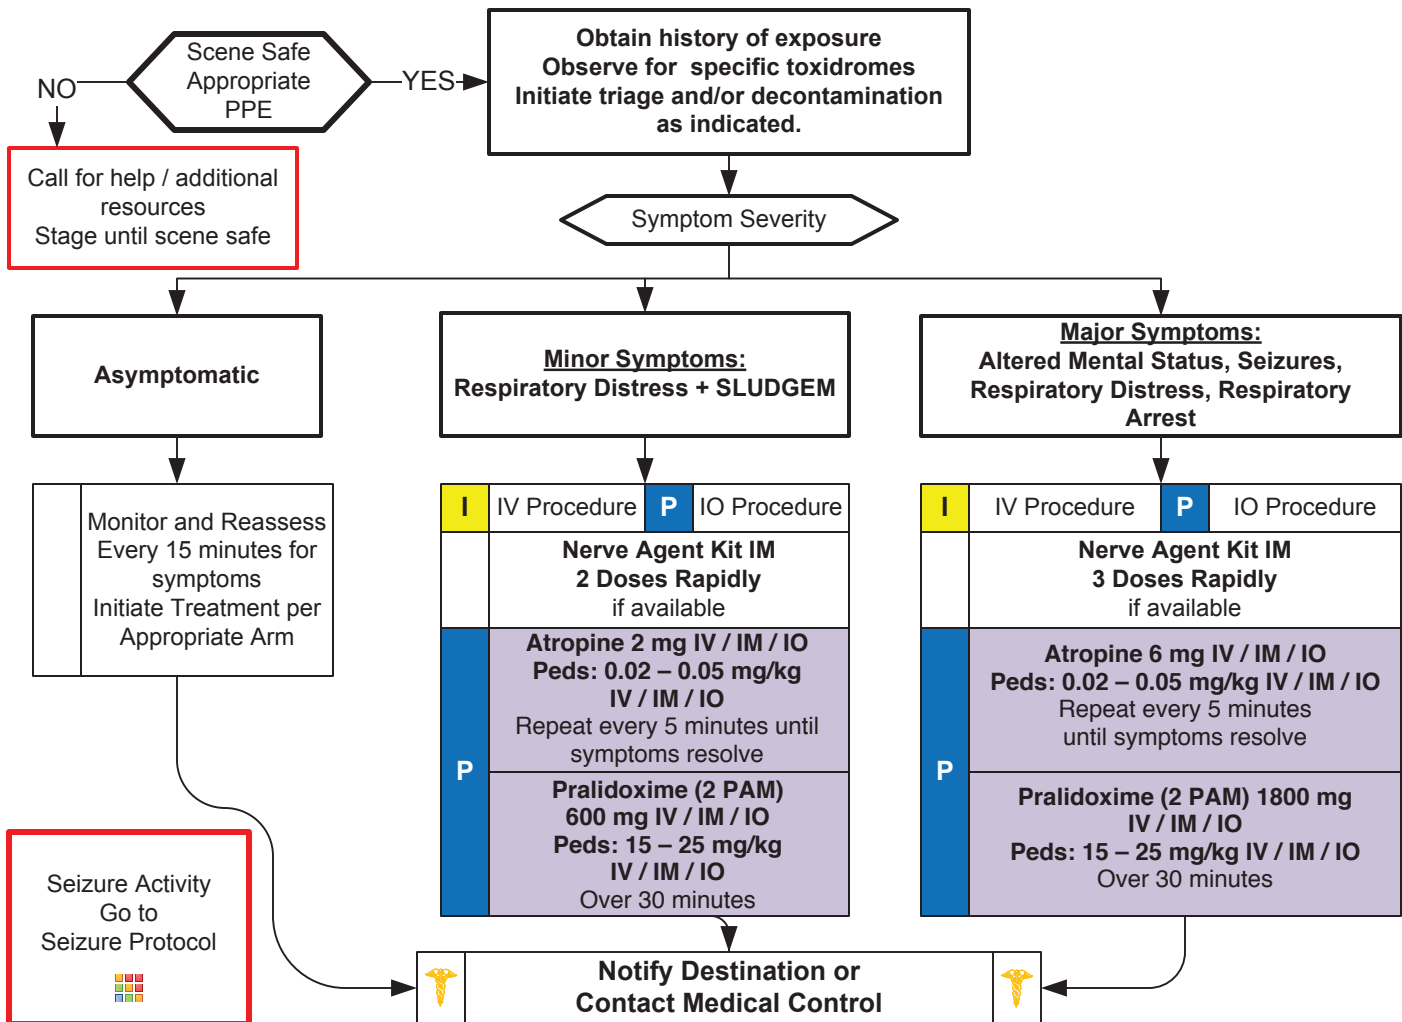 Scene Safe
Appropriate
PPE
NO
YES
Obtain history of exposure
Observe for specific toxidromes
Initiate triage and/or decontamination
as indicated.
Call for help / additional
resources
Stage until scene safe
Symptom Severity
Asymptomatic
Minor Symptoms:
Respiratory Distress + SLUDGEM
Major Symptoms:
Altered Mental Status, Seizures,
Respiratory Distress, Respiratory
Arrest
Monitor and Reassess
Every 15 minutes for
symptoms
Initiate Treatment per
Appropriate Arm
I IV Procedure P IO Procedure
Nerve Agent Kit IM
2 Doses Rapidly
if available
P
Atropine 2 mg IV / IM / IO
Peds: 0.02 – 0.05 mg/kg
IV / IM / IO
Repeat every 5 minutes until
symptoms resolve
Pralidoxime (2 PAM)
600 mg IV / IM / IO
Peds: 15 – 25 mg/kg
IV / IM / IO
Over 30 minutes
I IV Procedure P IO Procedure
Nerve Agent Kit IM
3 Doses Rapidly
if available
P
Atropine 6 mg IV / IM / IO
Peds: 0.02 – 0.05 mg/kg IV / IM / IO
Repeat every 5 minutes
until symptoms resolve
Pralidoxime (2 PAM) 1800 mg
IV / IM / IO
Peds: 15 – 25 mg/kg IV / IM / IO
Over 30 minutes
Seizure Activity
Go to
Seizure Protocol
Notify Destination or
Contact Medical Control